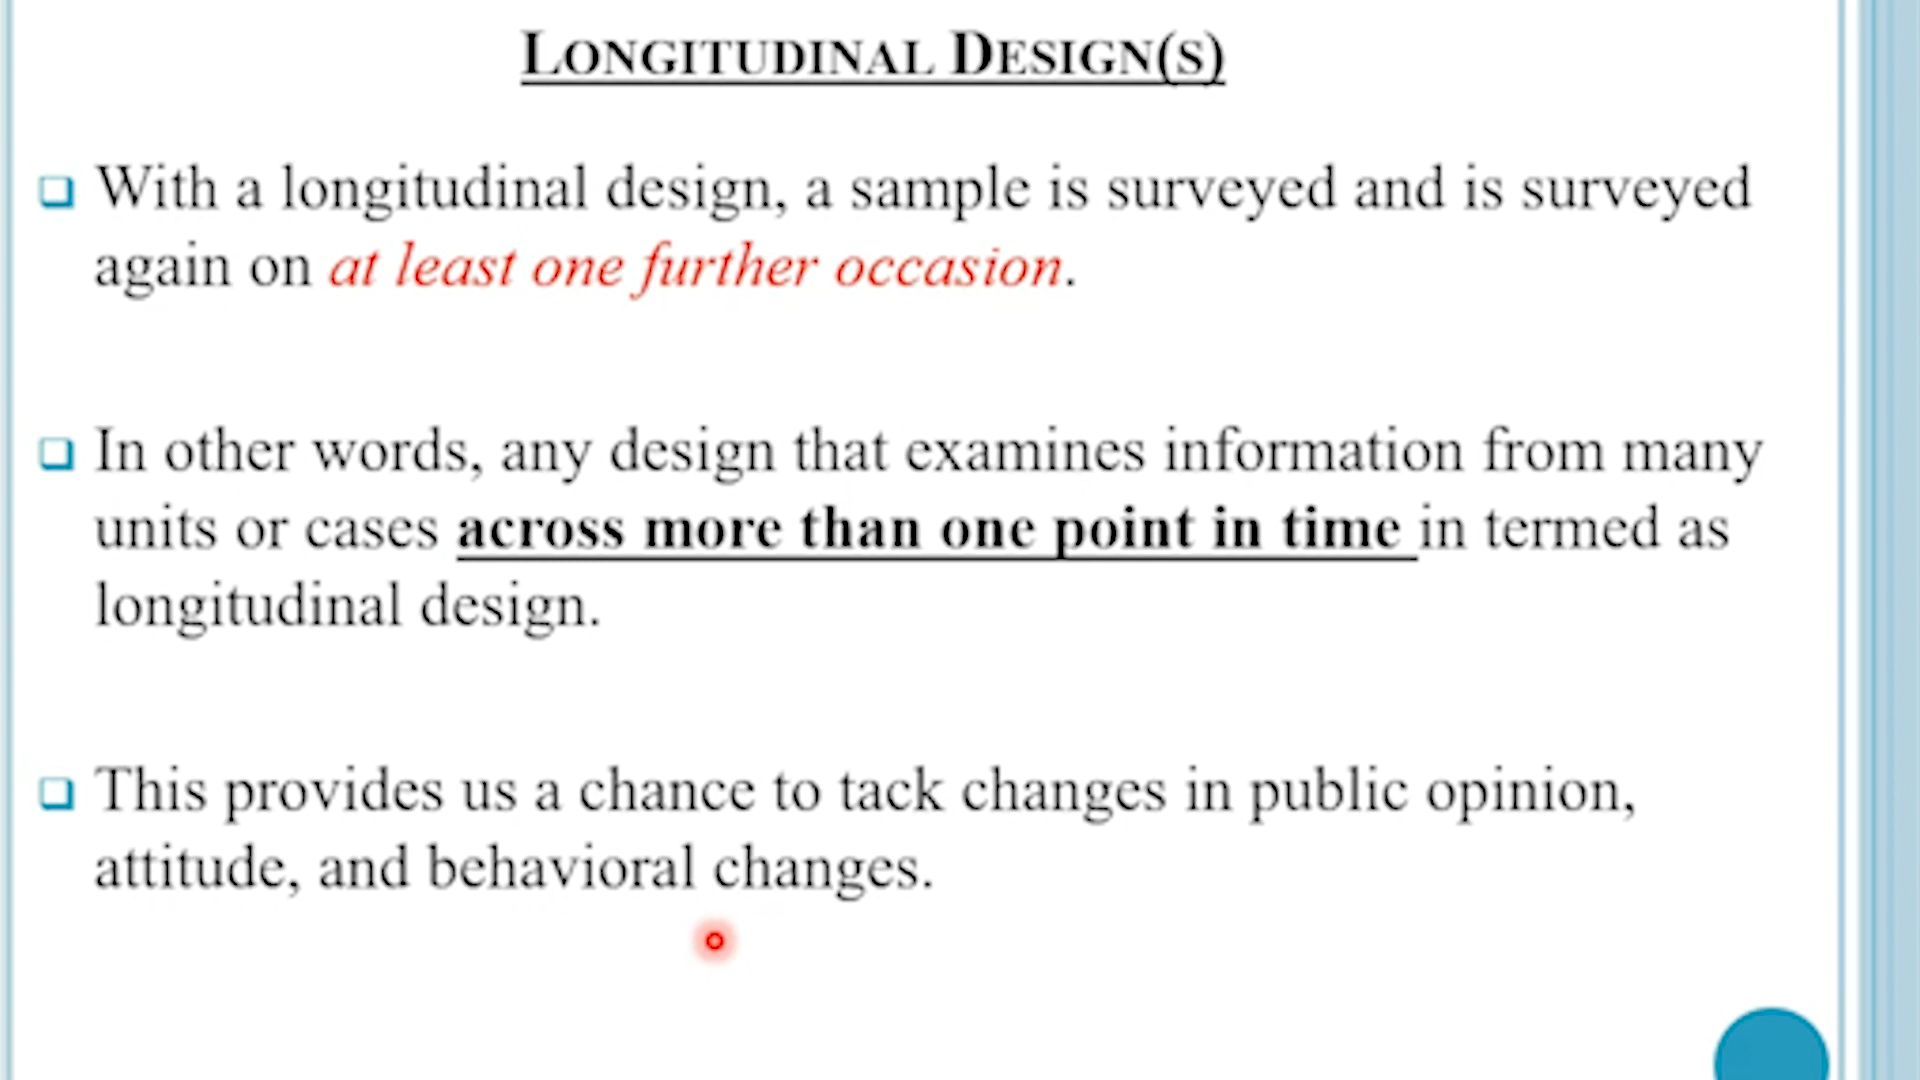 LONGITUDINAL DESIGN(S)
With a longitudinal design, a sample is surveyed and is surveyed
again on at least one further occasion.
In other words, any design that examines information from many
units or cases across more than one point in time in termed as
longitudinal design.
This provides us a chance to tack changes in public opinion,
attitude, and behavioral changes.